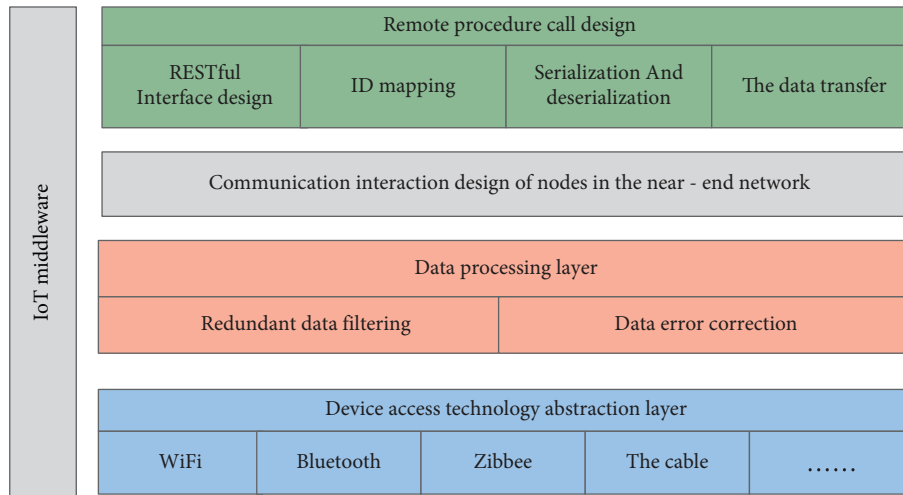 IoT middleware
Remote procedure call design
RESTful
Interface design
ID mapping
Serialization And
deserialization
The data transfer
Communication interaction design of nodes in the near - end network
Data processing layer
Redundant data filtering
Data error correction
Device access technology abstraction layer
WiFi
Bluetooth
Zibbee
The cable
......